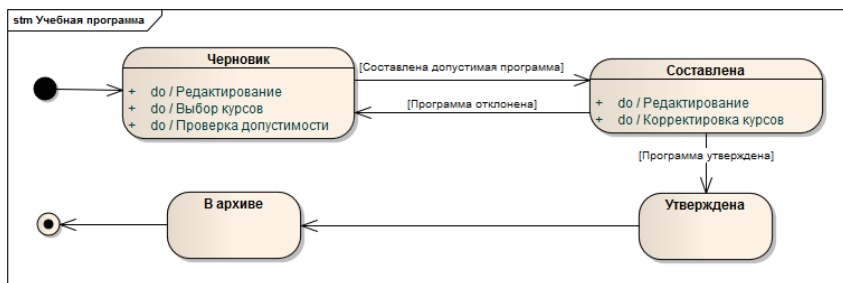 stm Учебная программа
Черновик
+ do / Редактирование
+ do / Выбор курсов
+ do / Проверка допустимости
[Составлена допустимая программа]
[Программа отклонена]
Составлена
+ do / Редактирование
+ do / Корректировка курсов
[Программа утверждена]
В архиве
Утверждена